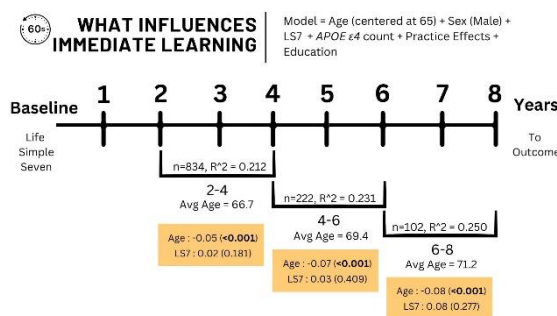 60s
WHAT INFLUENCES
IMMEDIATE LEARNING
Model = Age (centered at 65) + Sex (Male) +
LS7 + APOE ε4 count + Practice Effects +
Education
Baseline
1 2 3 4 5 6 7 8
Years
Life
Simple
Seven
To
Outcome
n=834, R^2 = 0.212
2-4
Avg Age = 66.7
Age : -0.05 (<0.001)
LS7: 0.02 (0.181)
n=222, R^2 = 0.231
4-6
Avg Age = 69.4
Age : -0.07 (<0.001)
LS7: 0.03 (0.409)
n=102, R^2 = 0.250
6-8
Avg Age = 71.2
Age : -0.08 (<0.001)
LS7: 0.08 (0.277)